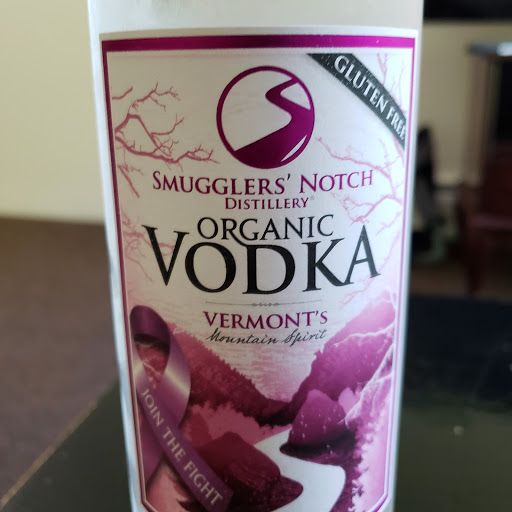 GLUTEN FREE
SMUGGLERS' NOTCH
DISTILLERY®
ORGANIC
VODKA
VERMONT'S
Mountain Spirit
JOIN THE FIGHT